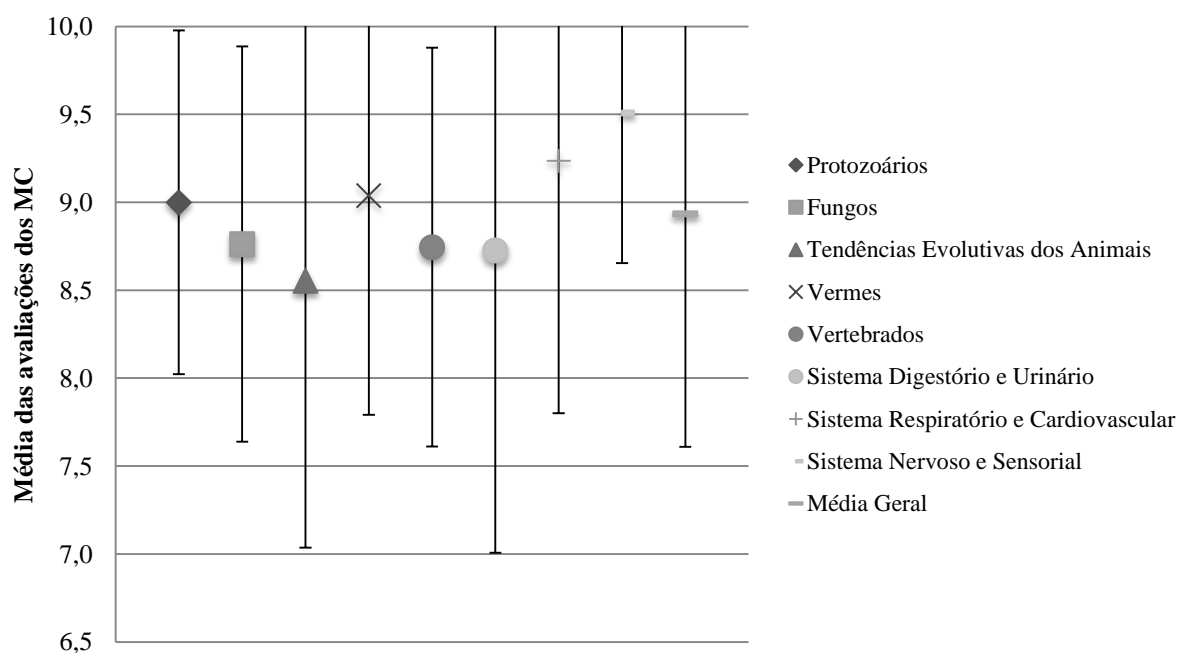 10,0
9,5
9,0
8,5
8,0
7,5
7,0
6,5
Média das avaliações dos MC
Protozoários
Fungos
Tendências Evolutivas dos Animais
Vermes
Vertebrados
Sistema Digestório e Urinário
Sistema Respiratório e Cardiovascular
Sistema Nervoso e Sensorial
Média Geral